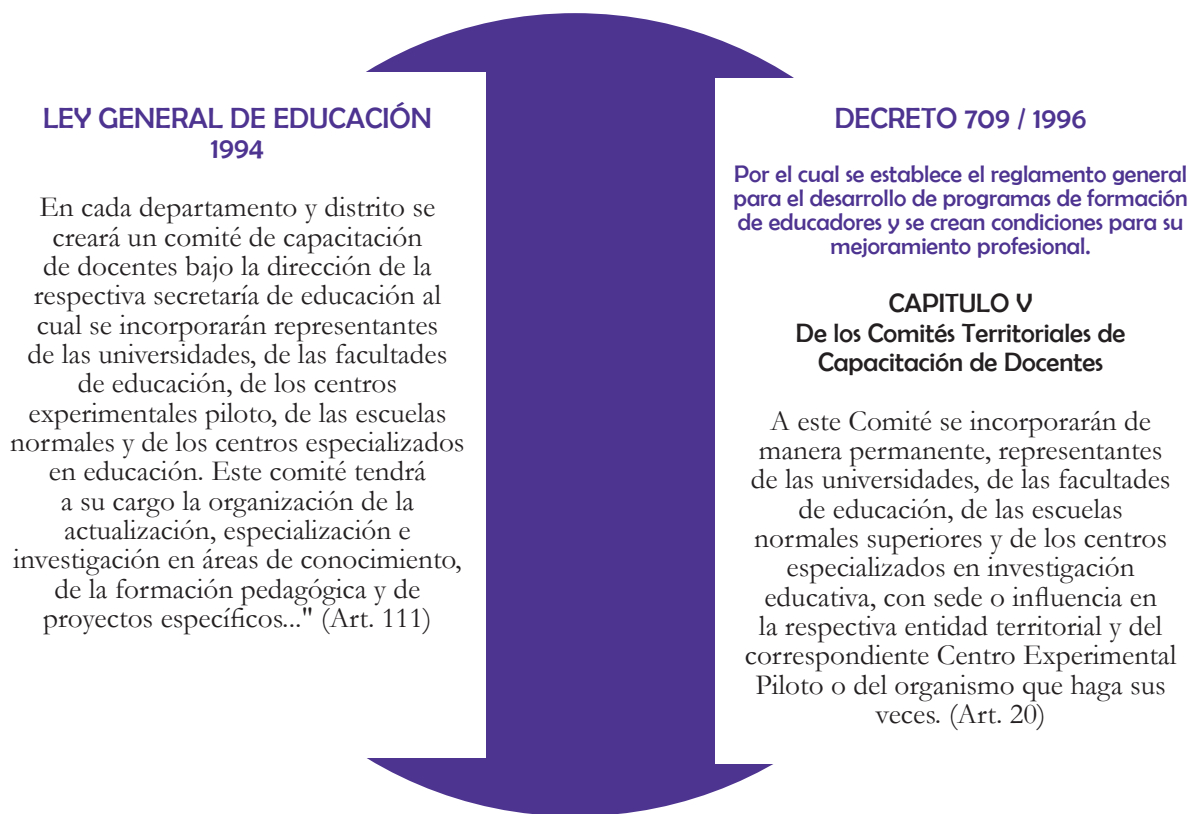 LEY GENERAL DE EDUCACIÓN
1994
En cada departamento y distrito se
creará un comité de capacitación
de docentes bajo la dirección de la
respectiva secretaría de educación al
cual se incorporarán representantes
de las universidades, de las facultades
de educación, de los centros
experimentales piloto, de las escuelas
normales y de los centros especializados
en educación. Este comité tendrá
a su cargo la organización de la
actualización, especialización e
investigación en áreas de conocimiento,
de la formación pedagógica y de
proyectos específicos..." (Art. 111)
DECRETO 709 / 1996
Por el cual se establece el reglamento general
para el desarrollo de programas de formación
de educadores y se crean condiciones para su
mejoramiento profesional.
CAPITULO V
De los Comités Territoriales de
Capacitación de Docentes
A este Comité se incorporarán de
manera permanente, representantes
de las universidades, de las facultades
de educación, de las escuelas
normales superiores y de los centros
especializados en investigación
educativa, con sede o influencia en
la respectiva entidad territorial y del
correspondiente Centro Experimental
Piloto o del organismo que haga sus
veces. (Art. 20)